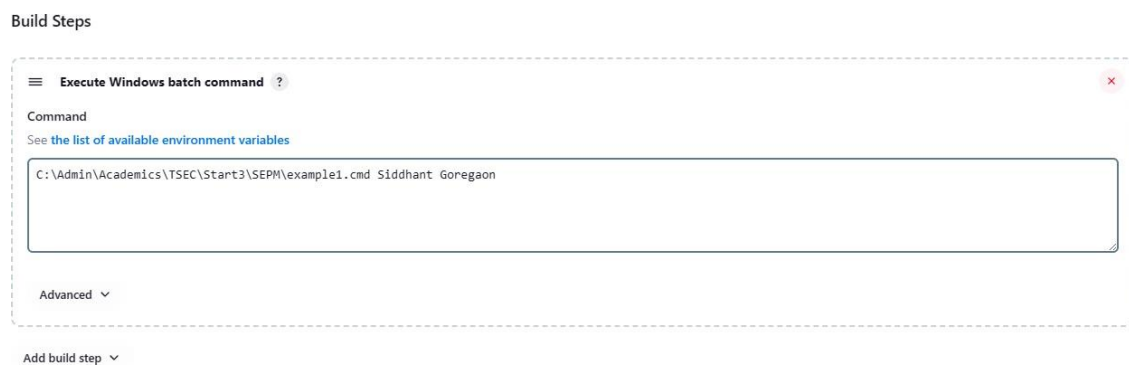 Build Steps
Execute Windows batch command ?
Command
See the list of available environment variables
C:\Admin\Academics\TSEC\Start3\SEPM\example1.cmd Siddhant Goregaon
Advanced
Add build step